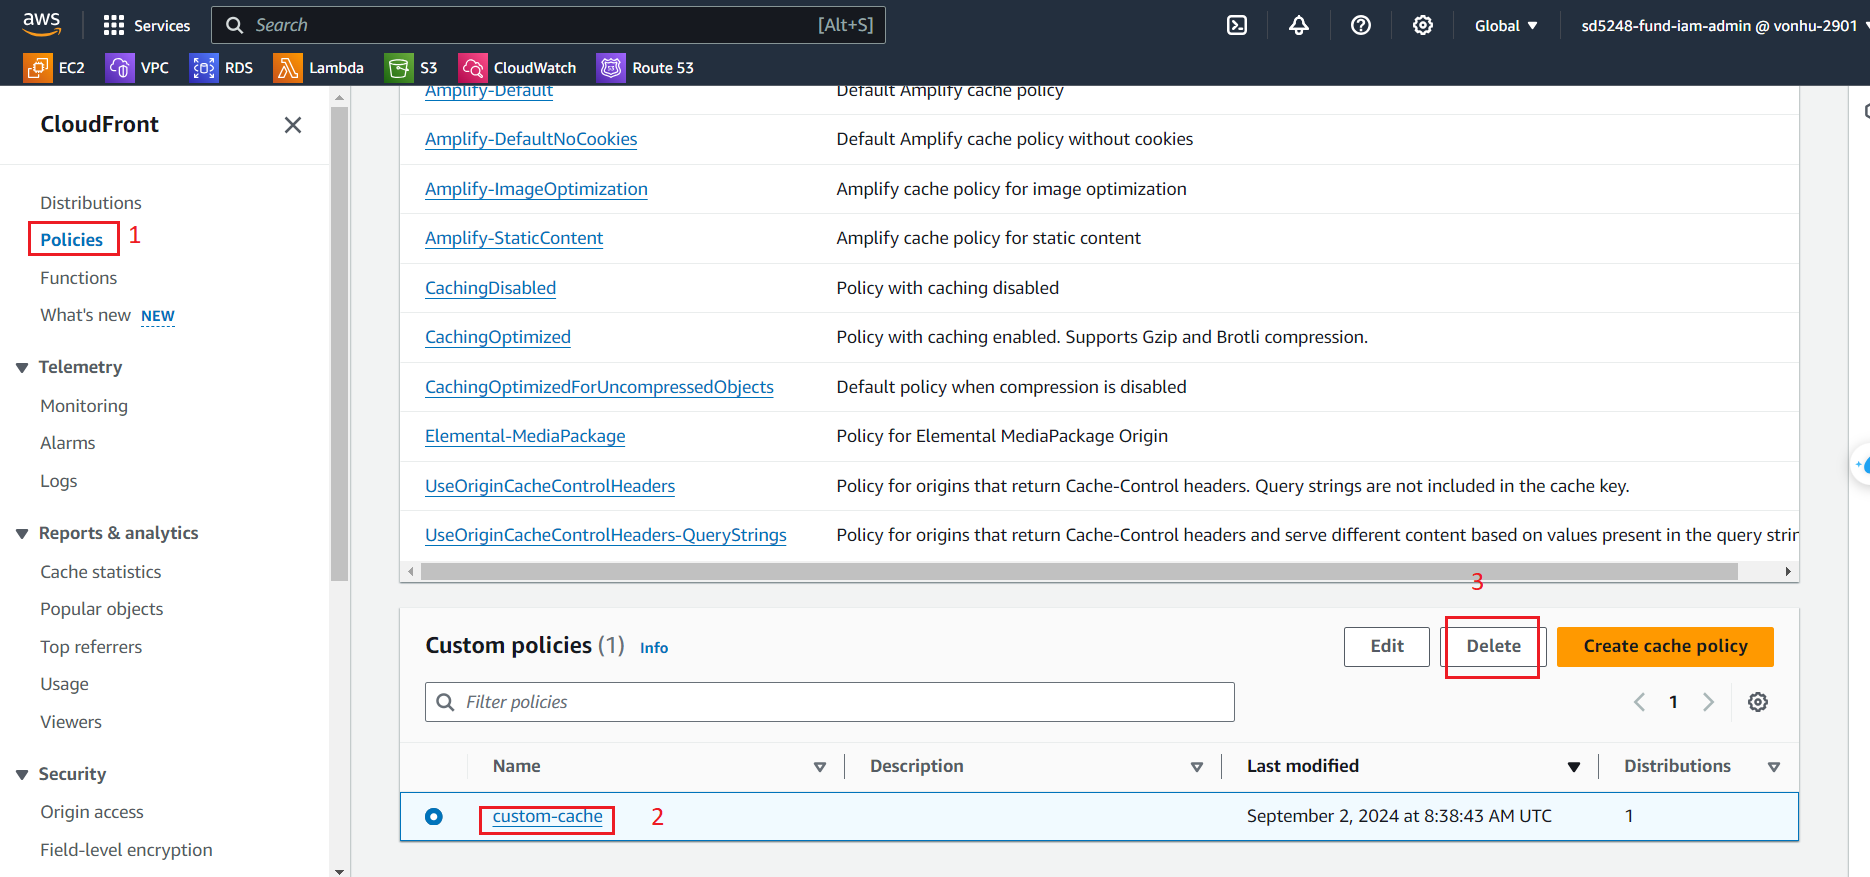 aws
Services
Search
[Alt+S]
Global
sd5248-fund-iam-admin @ vonhu-2901
EC2
VPC
RDS
Lambda
S3
CloudWatch
53
Route 53
CloudFront
Distributions
Policies
1
Functions
What's new NEW
Telemetry
Monitoring
Alarms
Logs
Reports & analytics
Cache statistics
Popular objects
Top referrers
Usage
Viewers
Security
Origin access
Field-level encryption
Amplify-Default Default Amplify cache policy
Amplify-DefaultNoCookies Default Amplify cache policy without cookies
Amplify-ImageOptimization Amplify cache policy for image optimization
Amplify-StaticContent Amplify cache policy for static content
CachingDisabled Policy with caching disabled
CachingOptimized Policy with caching enabled. Supports Gzip and Brotli compression.
CachingOptimizedForUncompressedObjects Default policy when compression is disabled
Elemental-MediaPackage Policy for Elemental MediaPackage Origin
UseOriginCacheControlHeaders Policy for origins that return Cache-Control headers. Query strings are not included in the cache key.
UseOriginCacheControlHeaders-QueryStrings Policy for origins that return Cache-Control headers and serve different content based on values present in the query
3
Custom policies (1) Info
Edit
Delete
Create cache policy
Filter policies
1
Name Description Last modified Distributions
custom-cache 2 September 2, 2024 at 8:38:43 AM UTC 1